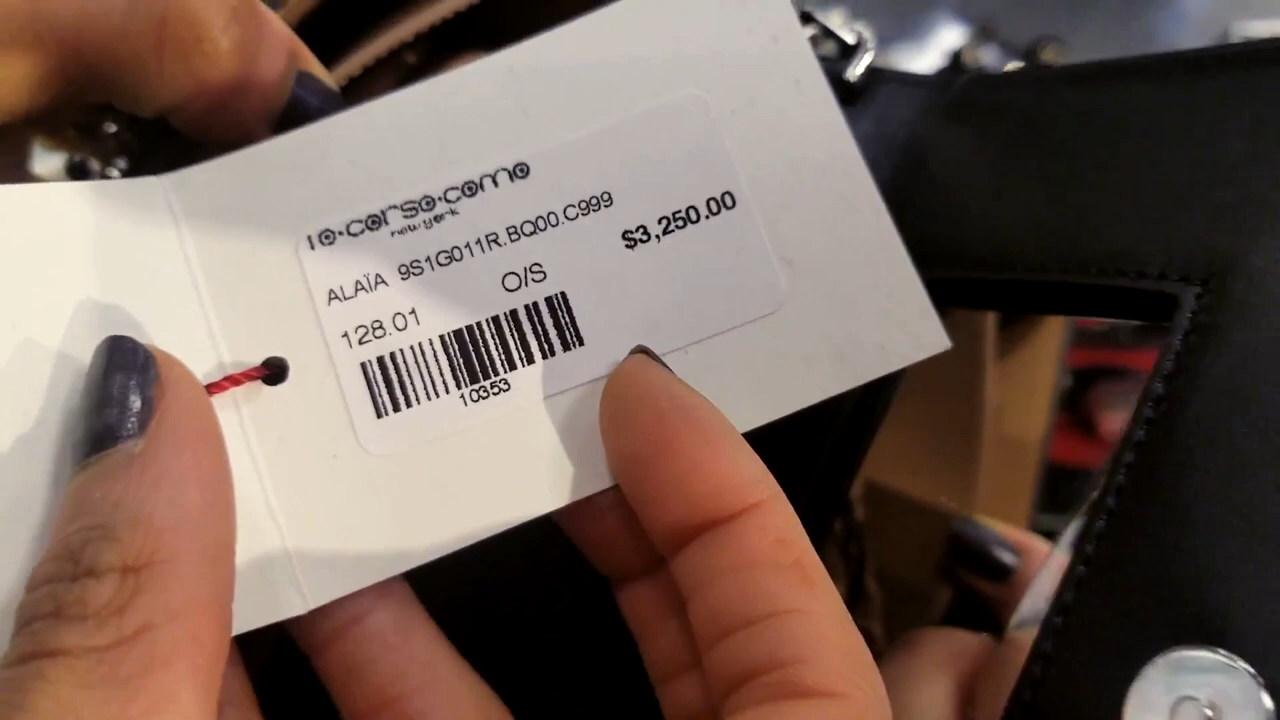 10·corso·como
new york
ALAÏA 9S1G011R.BQ00.C999
$3,250.00
128.01 O/S
10353